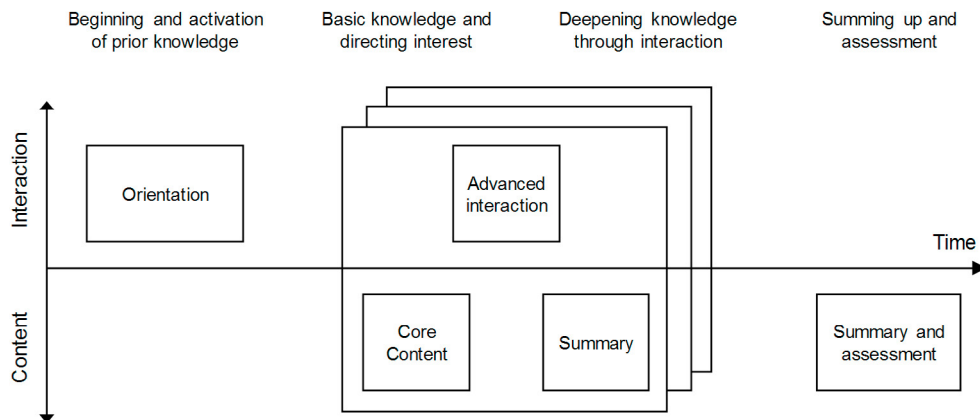 Beginning and activation
of prior knowledge
Basic knowledge and
directing interest
Deepening knowledge
through interaction
Summing up and
assessment
Interaction
Orientation
Advanced
interaction
Time
Content
Core
Content
Summary
Summary and
assessment